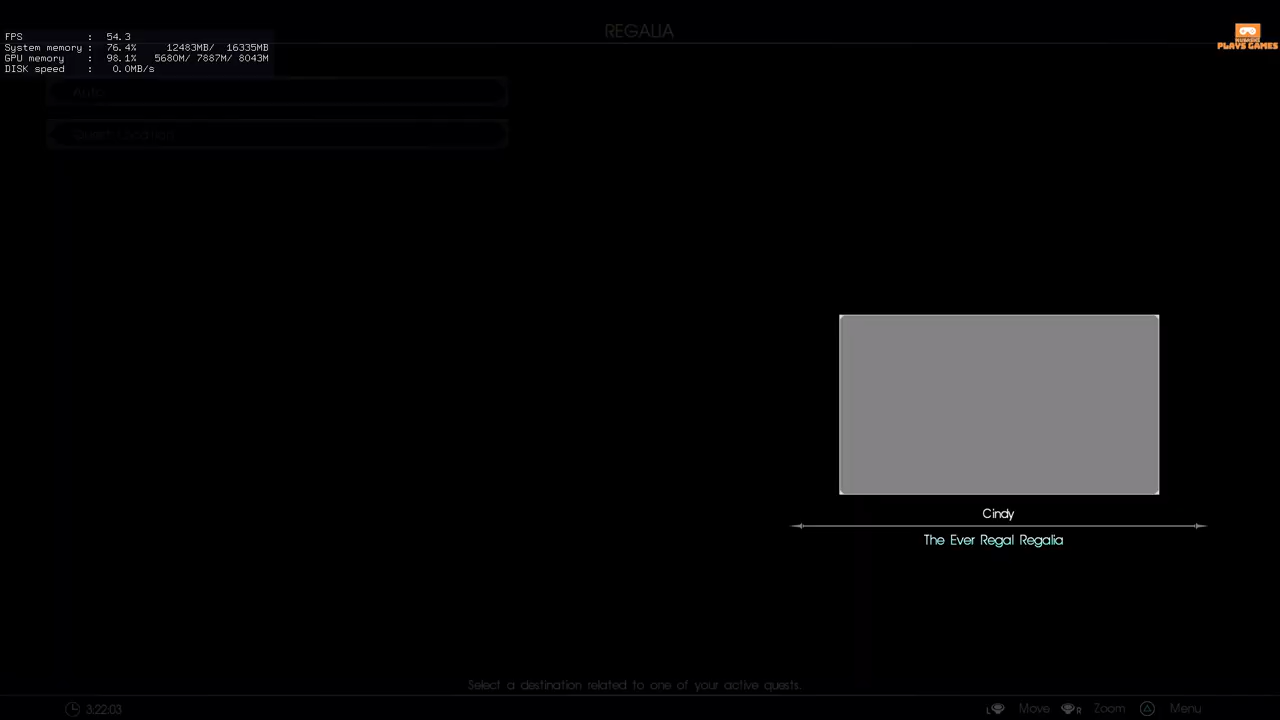 REGALIA
FPS : 54.3
System memory : 76.4% 12483MB/ 16335MB
GPU memory : 98.1% 5680M/ 7887M/ 8043M
DISK speed : 0.0MB/s
PLAYS GAMES
Auto
Cindy
The Ever Regal Regalia
Select a destination related to one of your active quests.
3:22:03
L Move R Zoom Menu